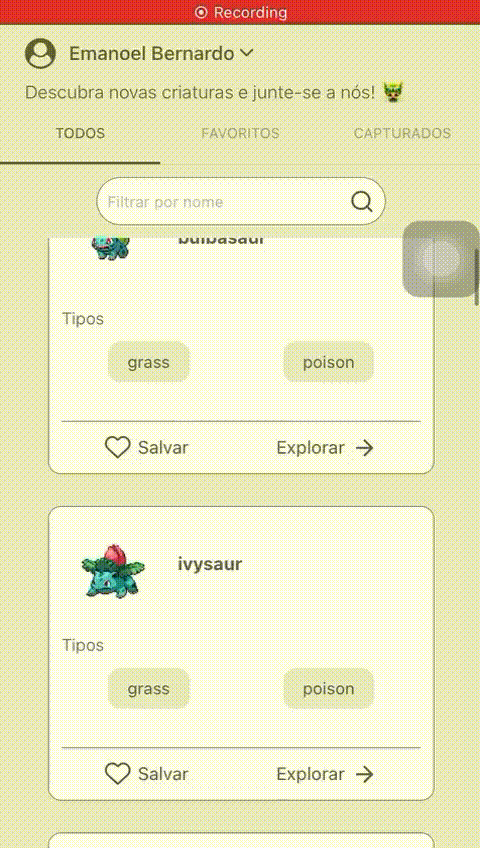 Recording
Emanoel Bernardo
Descubra novas criaturas e junte-se a nós!
TODOS FAVORITOS CAPTURADOS
Filtrar por nome
bulbasaur
Tipos
grass poison
Salvar Explorar
ivysaur
Tipos
grass poison
Salvar Explorar